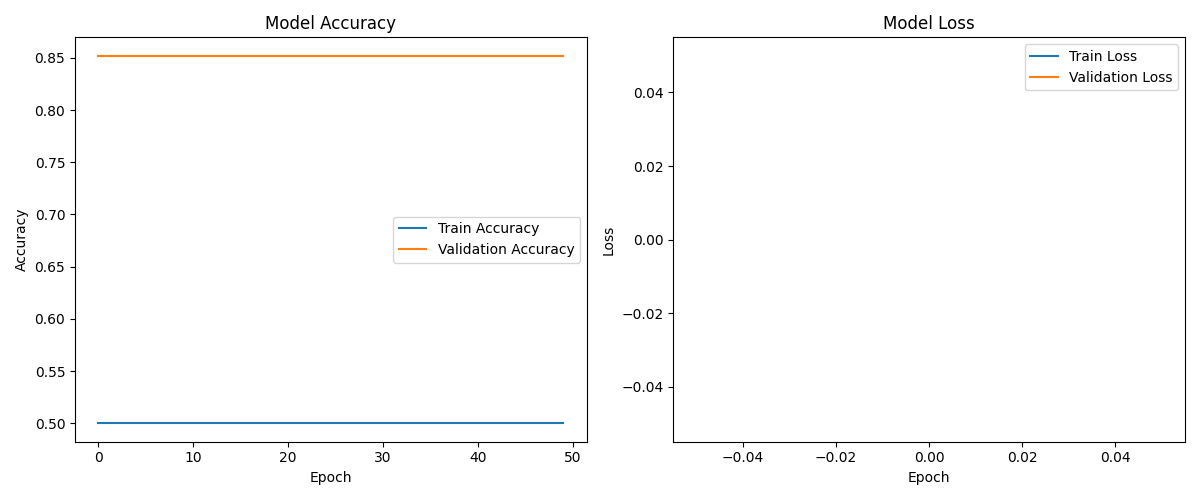 Model Accuracy
0.85
0.80
0.75
0.70
0.65
0.60
0.55
0.50
Accuracy
Train Accuracy
Validation Accuracy
0 10 20 30 40 50
Epoch
Model Loss
0.04
0.02
0.00
−0.02
−0.04
Loss
Train Loss
Validation Loss
−0.04 −0.02 0.00 0.02 0.04
Epoch